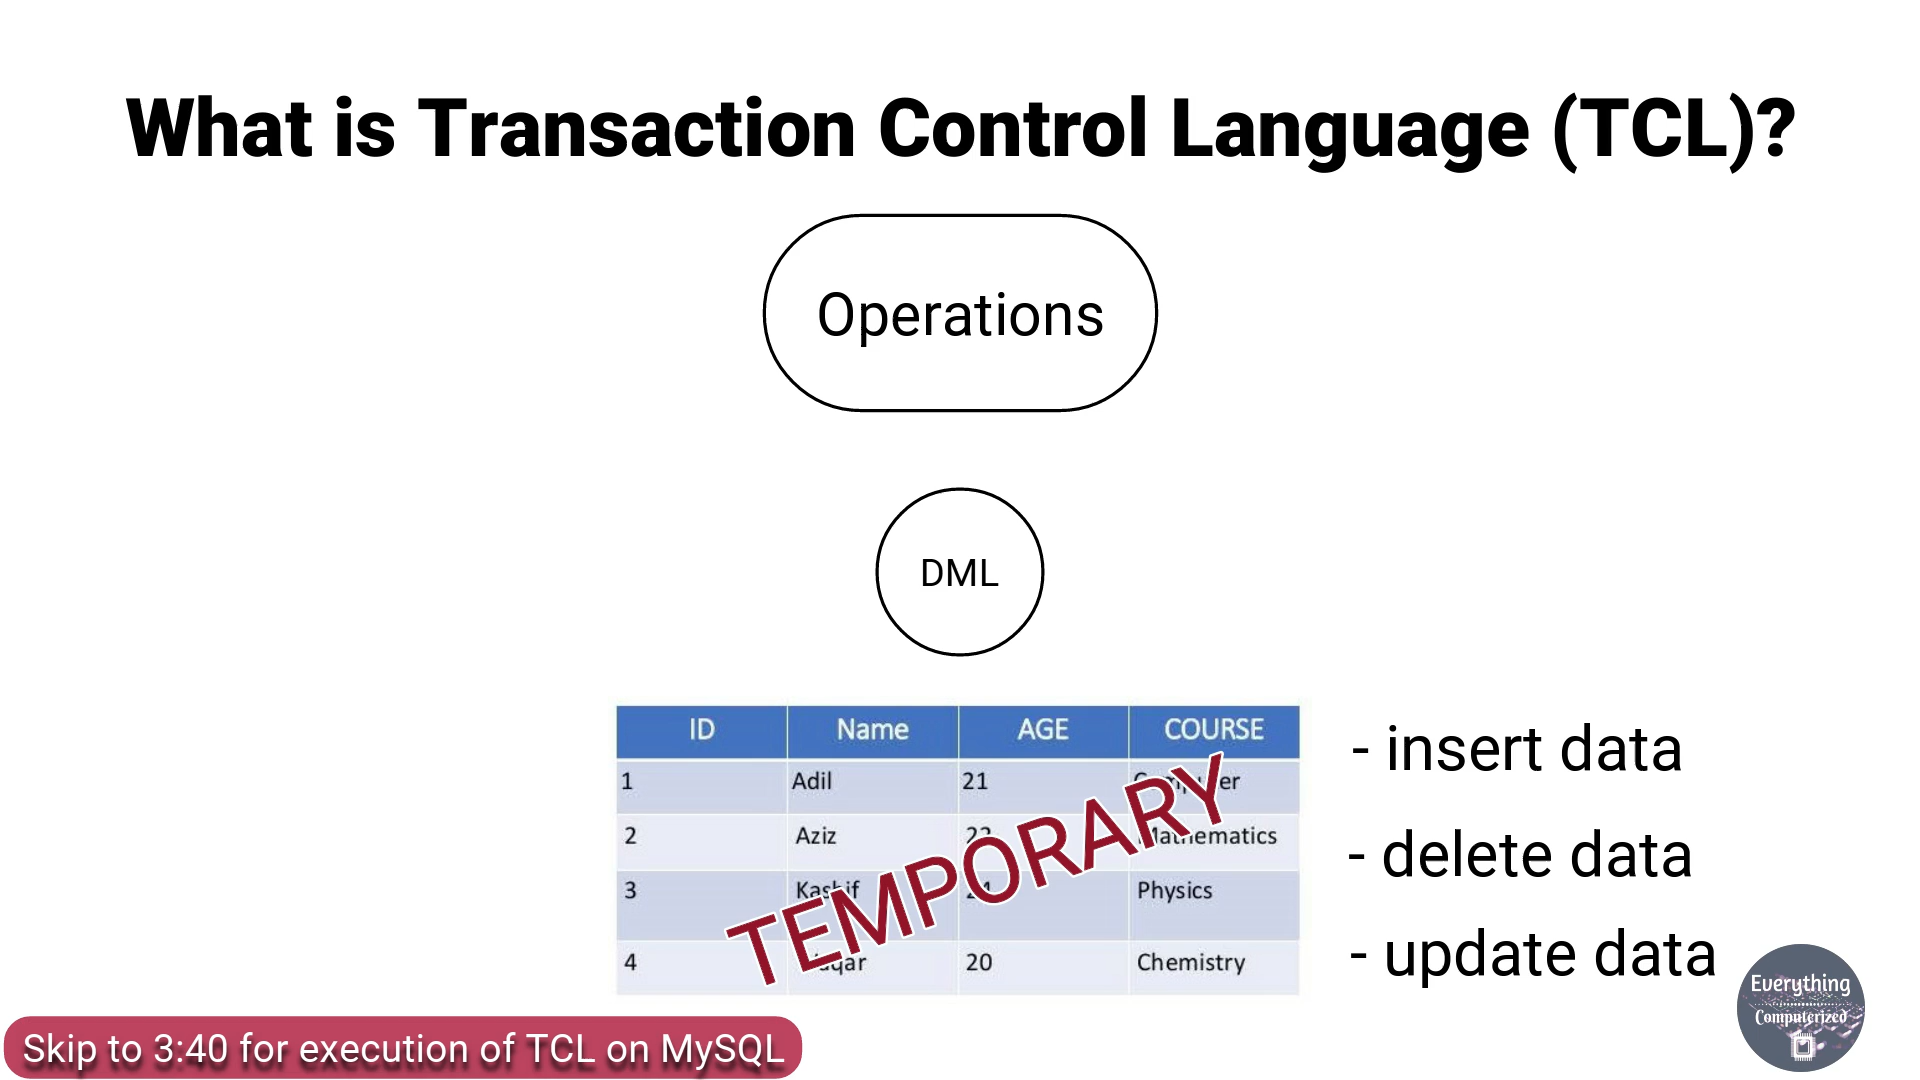 What is Transaction Control Language (TCL)?
Operations
DML
ID Name AGE COURSE
1 Adil 21
2 Aziz Mathematics
3 Kashif Physics
4 20 Chemistry
TEMPORARY
- insert data
- delete data
- update data
Everything
Computerized
Skip to 3:40 for execution of TCL on MySQL